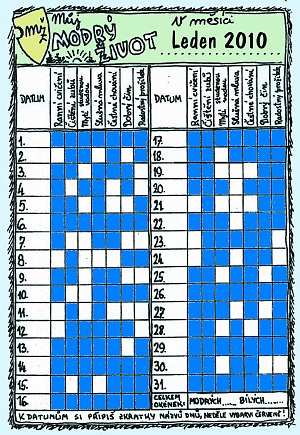 Můj
MODRÝ
ŽIVOT
V měsíci
Leden 2010
DATUM
Ranní cvičení
Čištění zubů
Mytí studenou vodou
Slušná mluva
Čestné chování
Dobrý čin
Radostný prožitek
DATUM
Ranní cvičení
Čištění zubů
Mytí studenou vodou
Slušná mluva
Čestné chování
Dobrý čin
Radostný prožitek
1. 17.
2. 18.
3. 19.
4. 20.
5. 21.
6. 22.
7. 23.
8. 24.
9. 25.
10. 26.
11. 27.
12. 28.
13. 29.
14. 30.
15. 31.
16.
CELKEM
OKÉNEK: MODRÝCH..... BÍLÝCH.......
K DATUMŮM SI PŘIPIŠ ZKRATKY NÁZVŮ DNŮ, NEDĚLE VYBARVI ČERVENĚ!